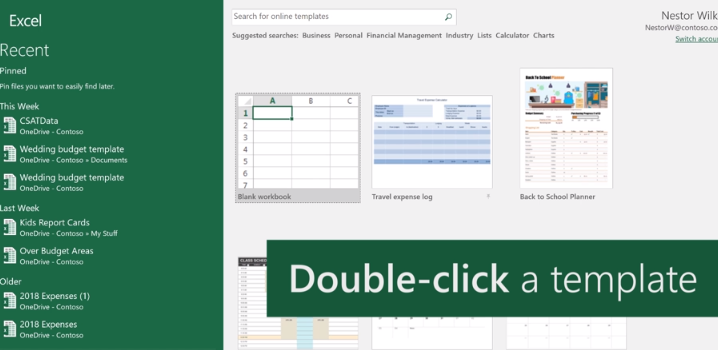 Excel
Recent
Pinned
Pin files you want to easily find later.
This Week
CSATData
OneDrive - Contoso
Wedding budget template
OneDrive - Contoso » Documents
Wedding budget template
OneDrive - Contoso
Last Week
Kids Report Cards
OneDrive - Contoso » My Stuff
Over Budget Areas
OneDrive - Contoso
Older
2018 Expenses (1)
OneDrive - Contoso
2018 Expenses
OneDrive - Contoso
Search for online templates
Suggested searches: Business Personal Financial Management Industry Lists Calculator Charts
Nestor Wilk
NestorW@contoso.co
Switch accou
A B C
1
2
3
4
5
6
7
Blank workbook
Travel expense log
Back To School Planner
Back to School Planner
Double-click a template